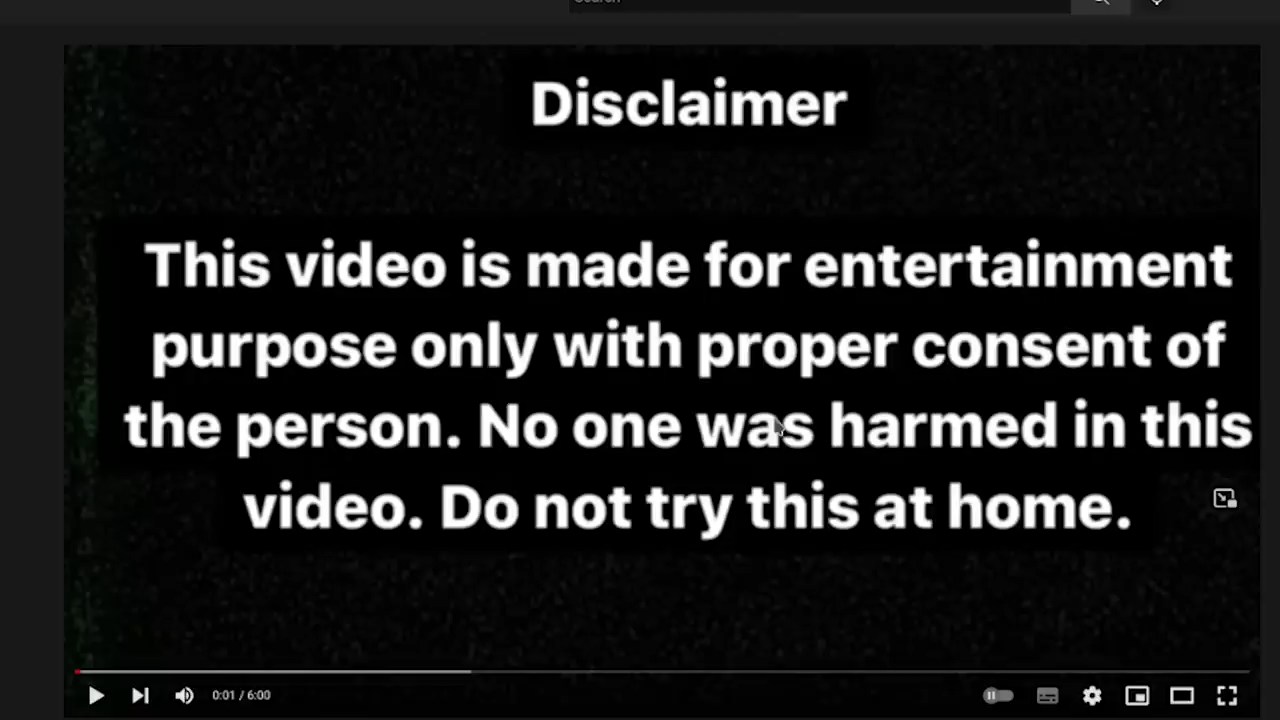 Search
Disclaimer
This video is made for entertainment
purpose only with proper consent of
the person. No one was harmed in this
video. Do not try this at home.
0:01 / 6:00